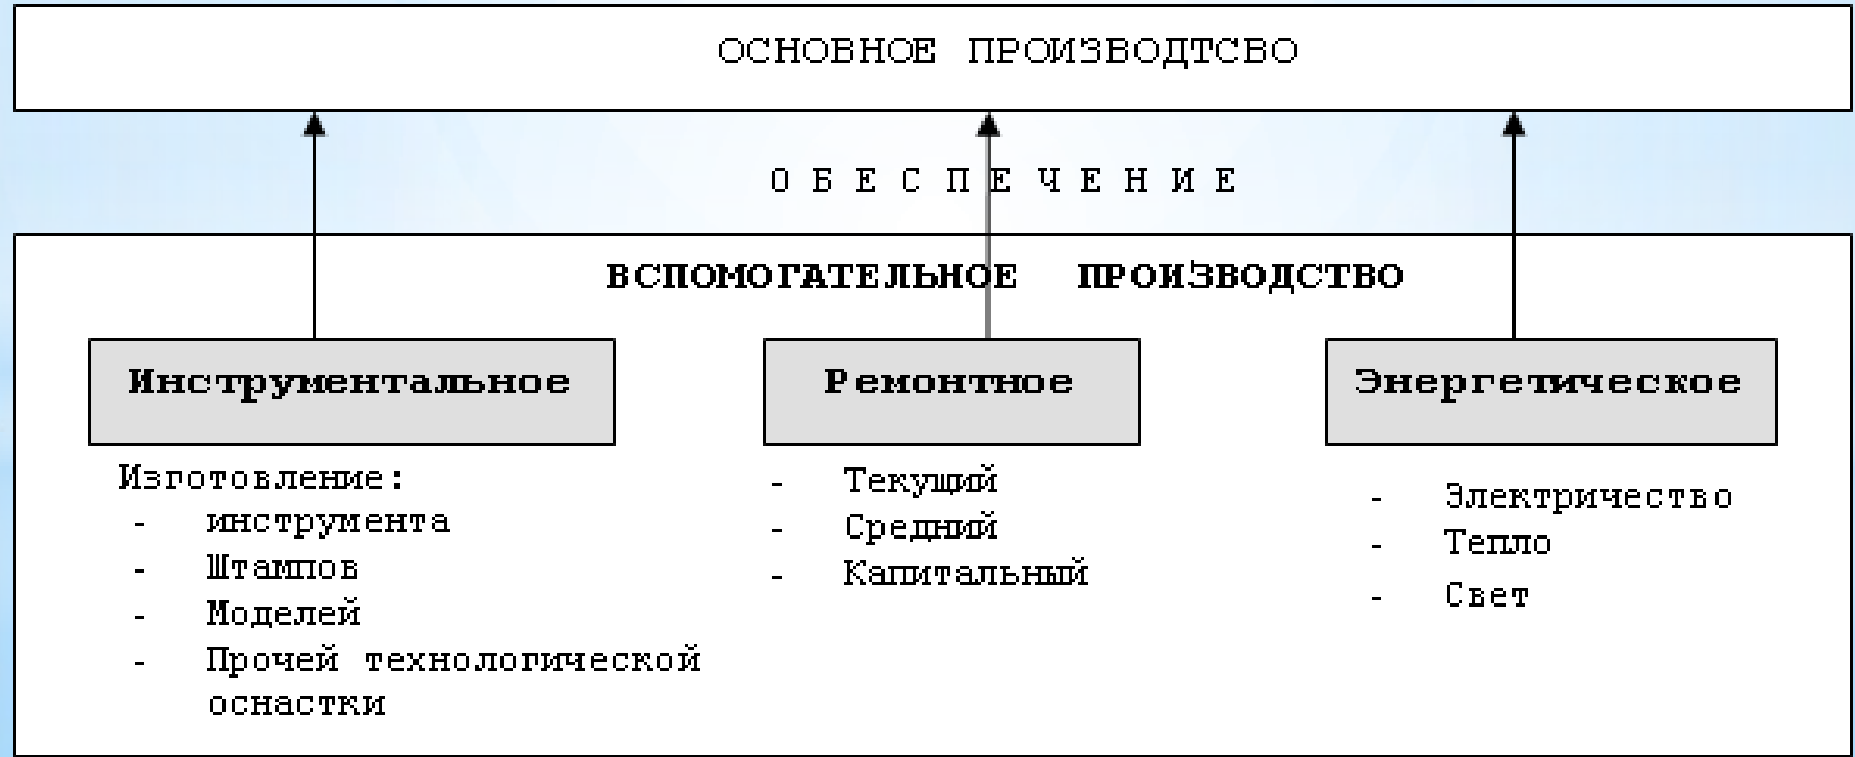 ОСНОВНОЕ ПРОИЗВОДТСВО
О Б Е С П Е Ч Е Н И Е
ВСПОМОГАТЕЛЬНОЕ ПРОИЗВОДСТВО
Инструментальное
Изготовление:
- инструмента
- Штампов
- Моделей
- Прочей технологической
оснастки
Ремонтное
- Текущий
- Средний
- Капитальный
Энергетическое
- Электричество
- Тепло
- Свет